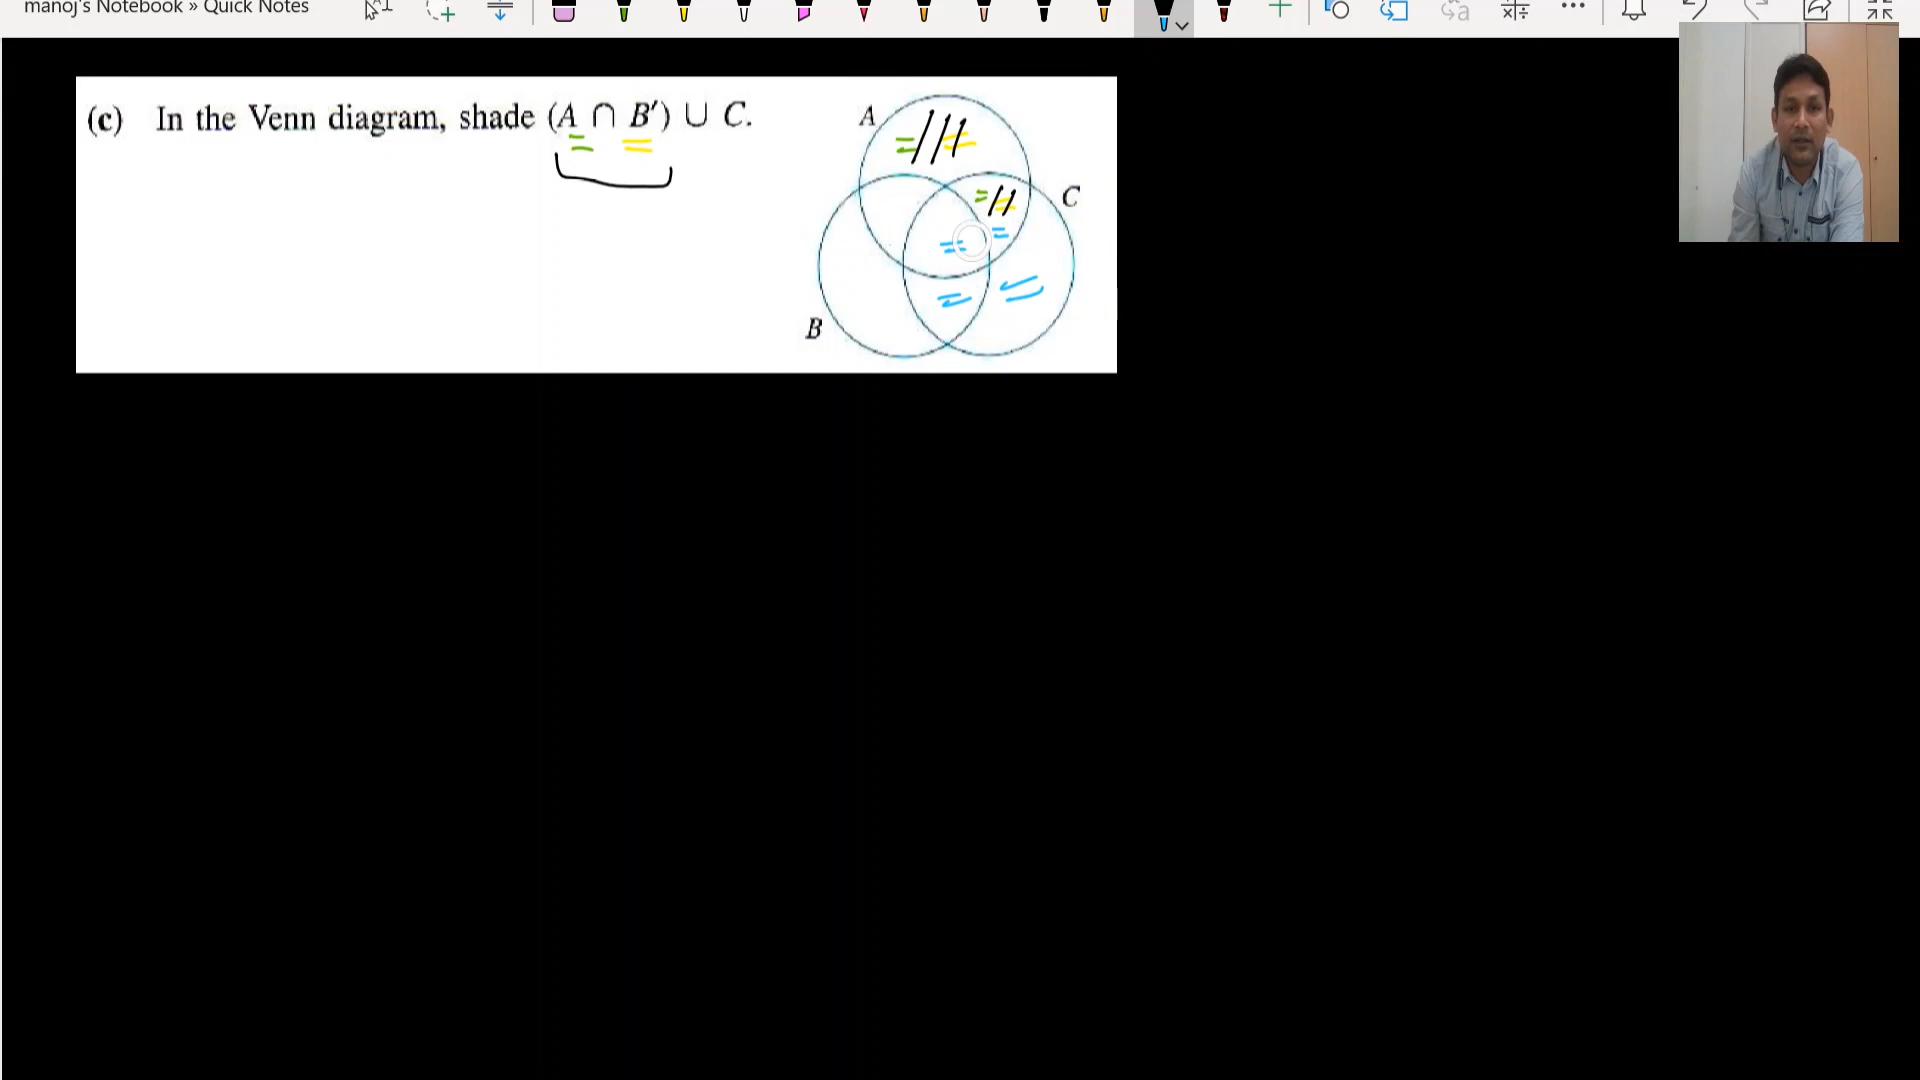 manoj's Notebook » Quick Notes
(c) In the Venn diagram, shade (A ∩ B′) ∪ C.
A
C
B